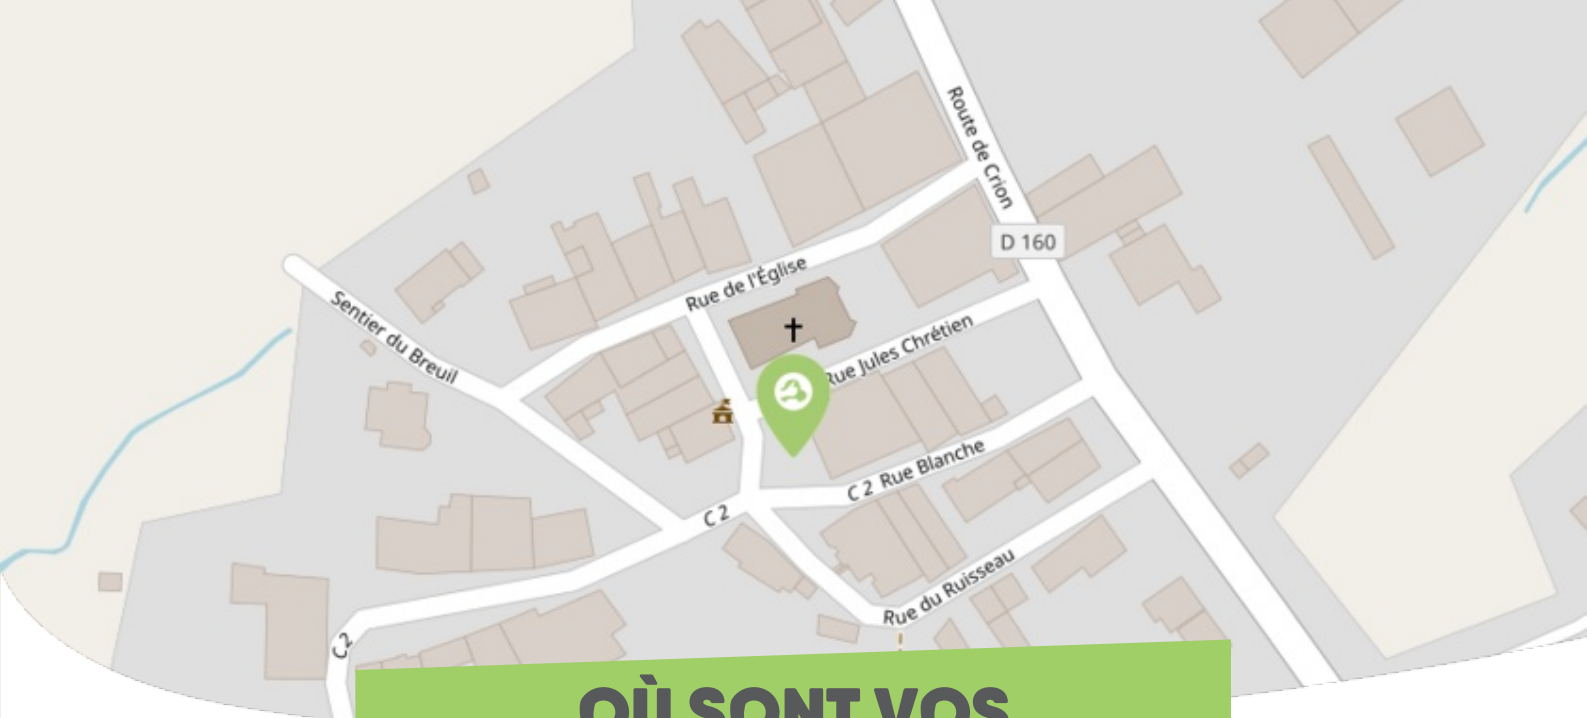 Route de Crion
D 160
Rue de l'Église
Sentier du Breuil
Rue Jules Chrétien
C 2 Rue Blanche
C 2
Rue du Ruisseau
C 2
OÙ SONT VOS